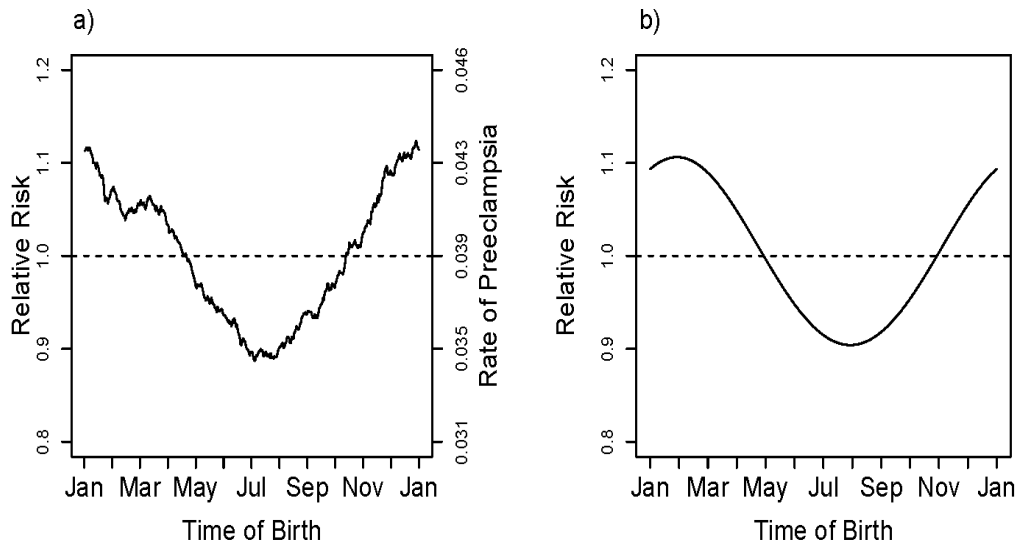 a)
Relative Risk
1.2
1.1
1.0
0.9
0.8
0.046
0.043
0.039
0.035
0.031
Rate of Preeclampsia
Jan Mar May Jul Sep Nov Jan
Time of Birth
b)
Relative Risk
1.2
1.1
1.0
0.9
0.8
Jan Mar May Jul Sep Nov Jan
Time of Birth